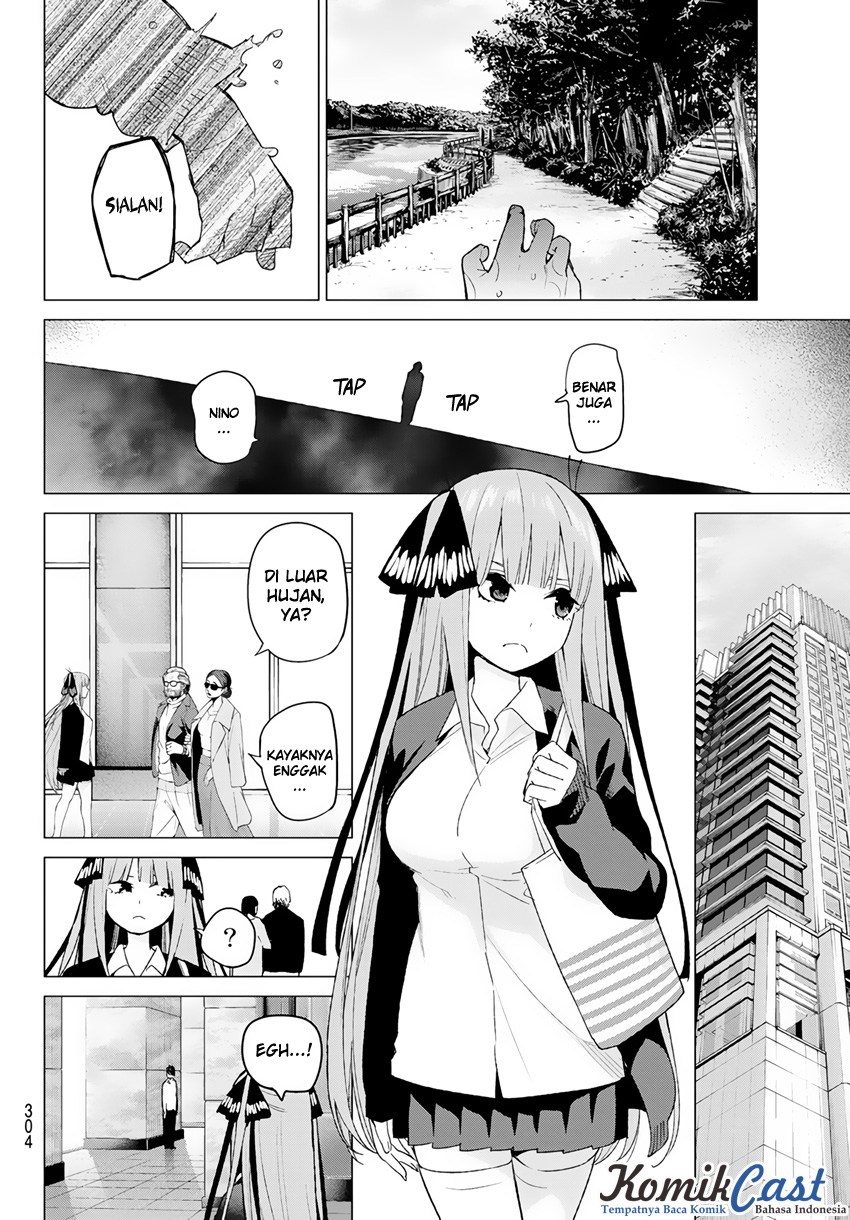 SIALAN!
NINO
...
TAP
TAP
BENAR
JUGA
...
DI LUAR
HUJAN,
YA?
KAYAKNYA
ENGGAK
...
?
EGH...!
304
KomikCast
Tempatnya Baca Komik Bahasa Indonesia